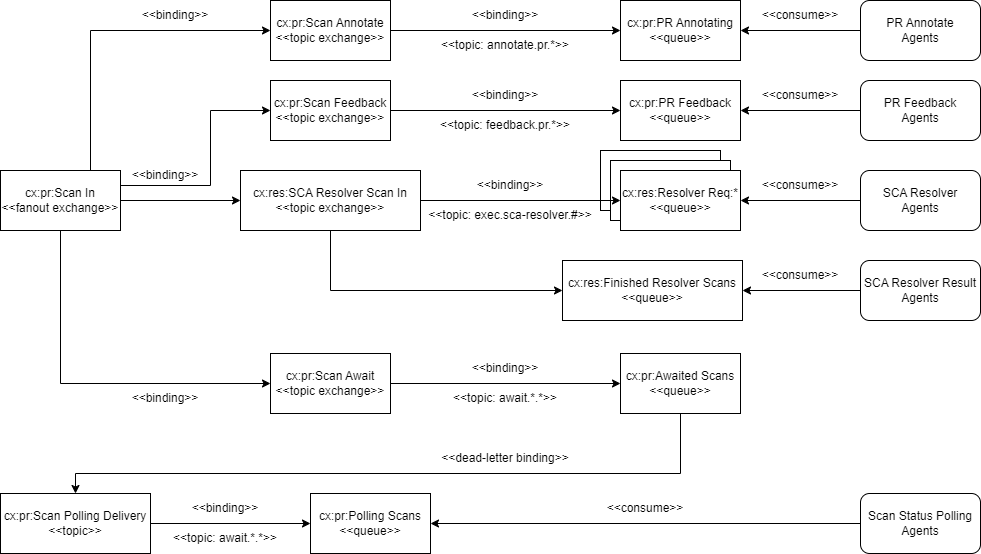 <<binding>>
cx:pr:Scan Annotate
<<topic exchange>>
<<binding>>
<<topic: annotate.pr.*>>
cx:pr:PR Annotating
<<queue>>
<<consume>>
PR Annotate
Agents
cx:pr:Scan Feedback
<<topic exchange>>
<<binding>>
<<topic: feedback.pr.*>>
cx:pr:PR Feedback
<<queue>>
<<consume>>
PR Feedback
Agents
cx:pr:Scan In
<<fanout exchange>>
<<binding>>
cx:res:SCA Resolver Scan In
<<topic exchange>>
<<binding>>
<<topic: exec.sca-resolver.#>>
cx:res:Resolver Req:*
<<queue>>
<<consume>>
SCA Resolver
Agents
cx:res:Finished Resolver Scans
<<queue>>
<<consume>>
SCA Resolver Result
Agents
<<binding>>
cx:pr:Scan Await
<<topic exchange>>
<<binding>>
<<topic: await.*.*>>
cx:pr:Awaited Scans
<<queue>>
<<dead-letter binding>>
cx:pr:Scan Polling Delivery
<<topic>>
<<binding>>
<<topic: await.*.*>>
cx:pr:Polling Scans
<<queue>>
<<consume>>
Scan Status Polling
Agents